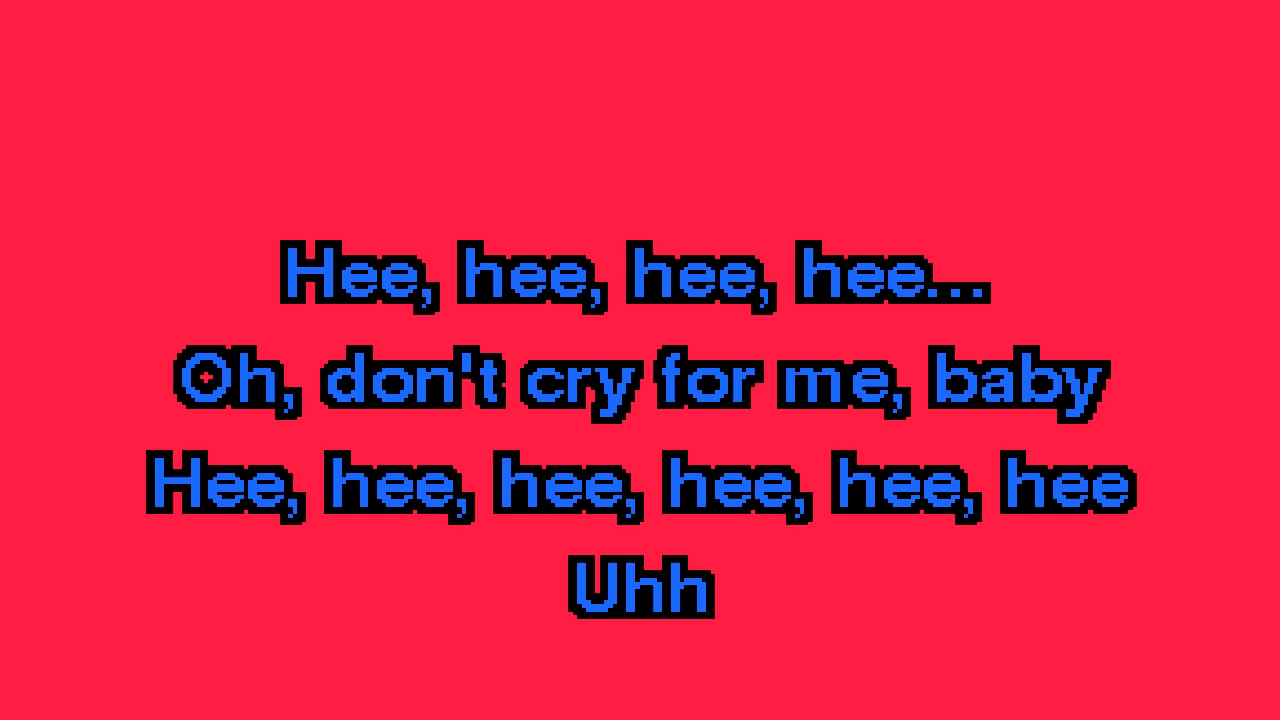 Hee, hee, hee, hee...
Oh, don't cry for me, baby
Hee, hee, hee, hee, hee, hee
Uhh